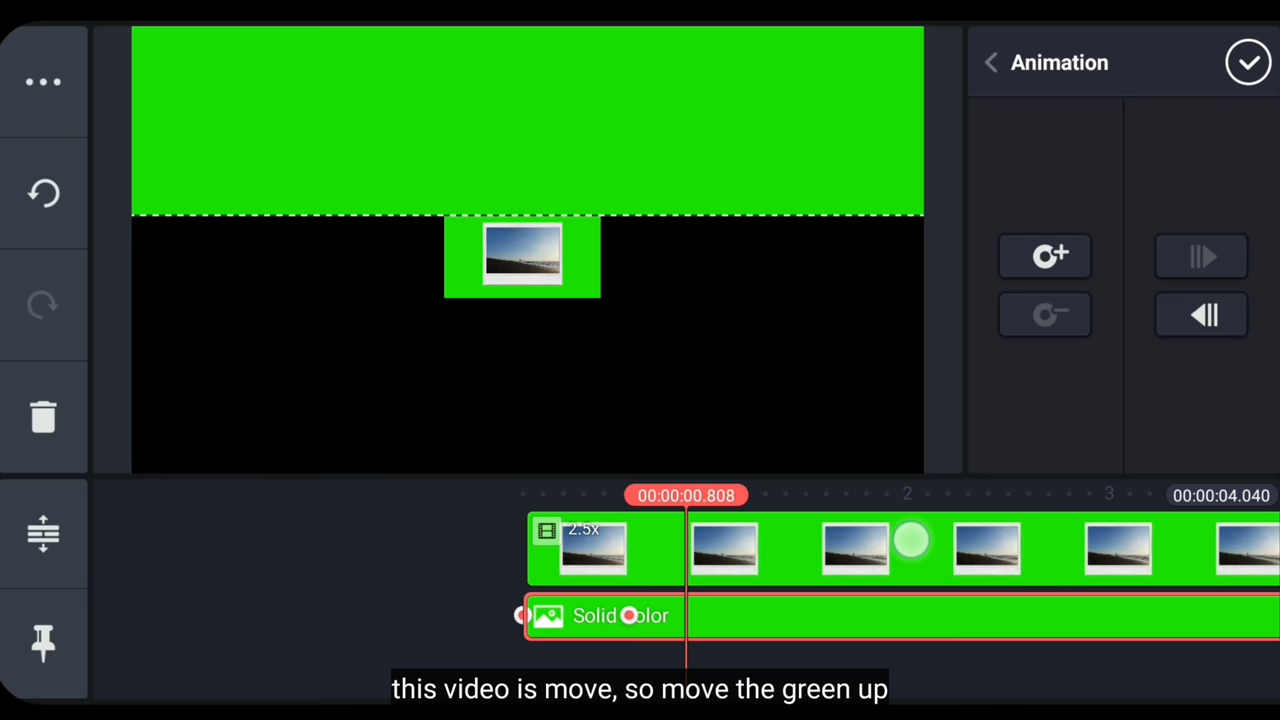 Animation
00:00:00.808
2
3
00:00:04.040
2.5x
Solid Color
this video is move, so move the green up